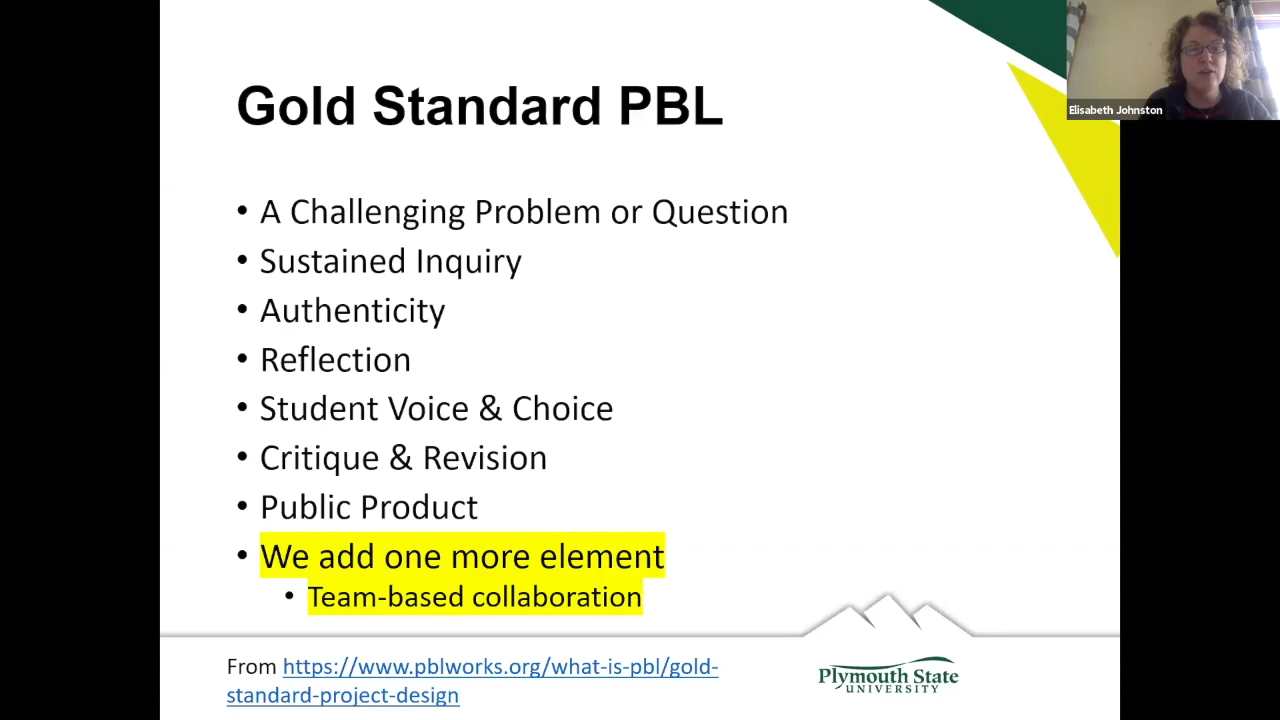 Gold Standard PBL
Elisabeth Johnston
• A Challenging Problem or Question
• Sustained Inquiry
• Authenticity
• Reflection
• Student Voice & Choice
• Critique & Revision
• Public Product
• We add one more element
• Team-based collaboration
From https://www.pblworks.org/what-is-pbl/gold-
standard-project-design
Plymouth State
UNIVERSITY